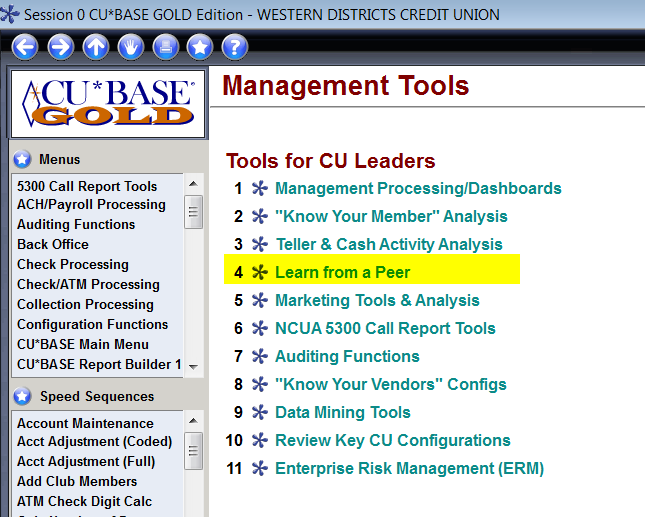 Session 0 CU*BASE GOLD Edition - WESTERN DISTRICTS CREDIT UNION
CU*BASE®
GOLD
Menus
5300 Call Report Tools
ACH/Payroll Processing
Auditing Functions
Back Office
Check Processing
Check/ATM Processing
Collection Processing
Configuration Functions
CU*BASE Main Menu
CU*BASE Report Builder 1
Speed Sequences
Account Maintenance
Acct Adjustment (Coded)
Acct Adjustment (Full)
Add Club Members
ATM Check Digit Calc
Management Tools
Tools for CU Leaders
1 Management Processing/Dashboards
2 "Know Your Member" Analysis
3 Teller & Cash Activity Analysis
4 Learn from a Peer
5 Marketing Tools & Analysis
6 NCUA 5300 Call Report Tools
7 Auditing Functions
8 "Know Your Vendors" Configs
9 Data Mining Tools
10 Review Key CU Configurations
11 Enterprise Risk Management (ERM)